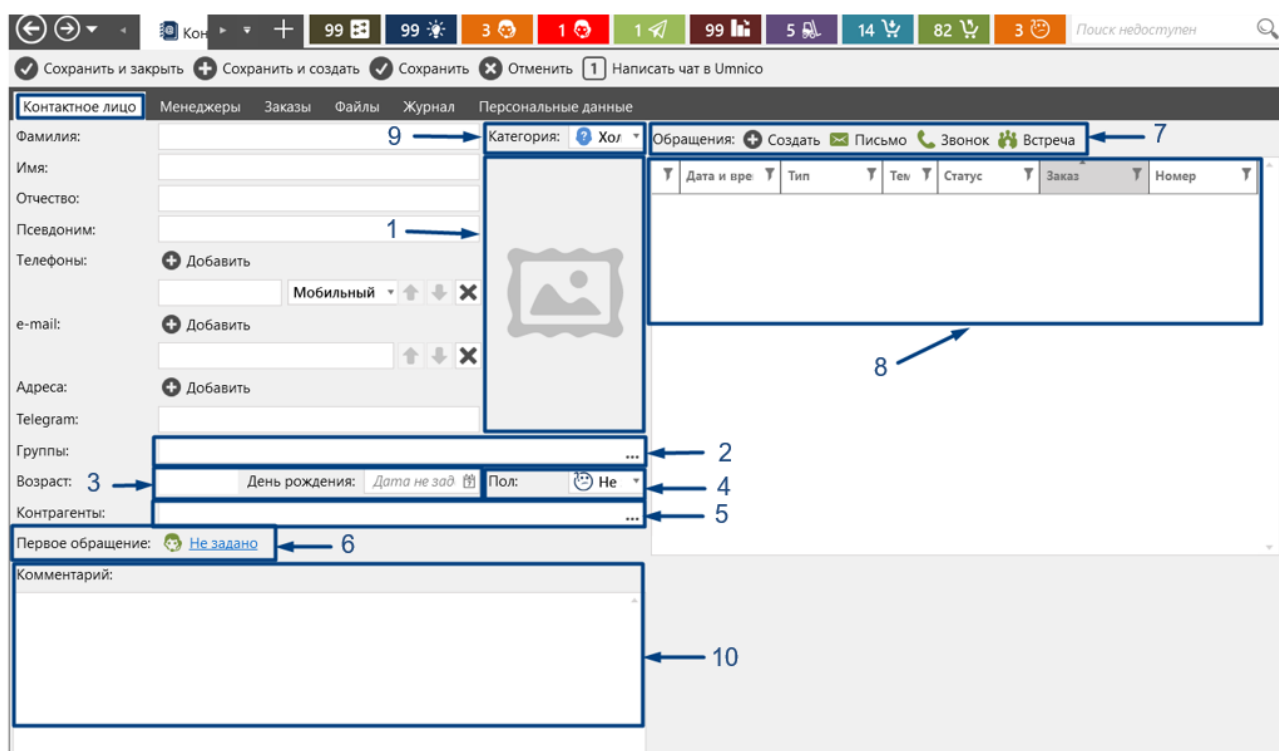 Кон 99 99 3 1 1 99 5 14 82 3 Поиск недоступен
Сохранить и закрыть Сохранить и создать Сохранить Отменить 1 Написать чат в Umnico
Контактное лицо Менеджеры Заказы Файлы Журнал Персональные данные
Фамилия: 9 Категория: ? Хол Обращения: Создать Письмо Звонок Встреча 7
Имя: Дата и вре Тип Тем Статус Заказ Номер
Отчество:
Псевдоним: 1
Телефоны: Добавить
Мобильный
e-mail: Добавить
8
Адреса: Добавить
Telegram:
Группы: ... 2
Возраст: 3 День рождения: Дата не зад Пол: Не 4
Контрагенты: ... 5
Первое обращение: Не задано 6
Комментарий:
10